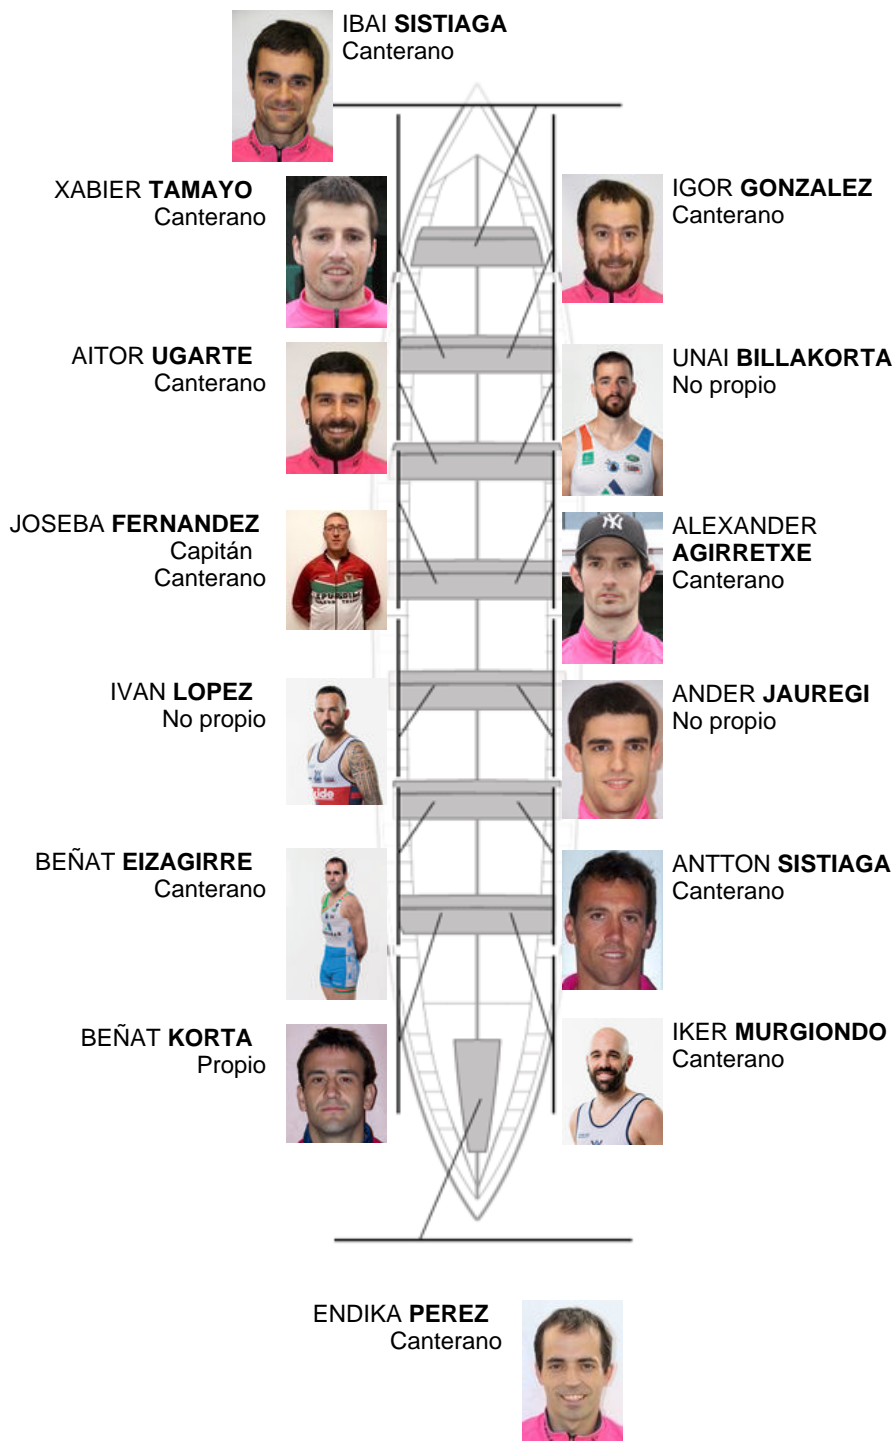 IBAI SISTIAGA
Canterano
XABIER TAMAYO
Canterano
IGOR GONZALEZ
Canterano
AITOR UGARTE
Canterano
UNAI BILLAKORTA
No propio
JOSEBA FERNANDEZ
Capitán
Canterano
ALEXANDER
AGIRRETXE
Canterano
IVAN LOPEZ
No propio
ANDER JAUREGI
No propio
BEÑAT EIZAGIRRE
Canterano
ANTTON SISTIAGA
Canterano
BEÑAT KORTA
Propio
IKER MURGIONDO
Canterano
ENDIKA PEREZ
Canterano